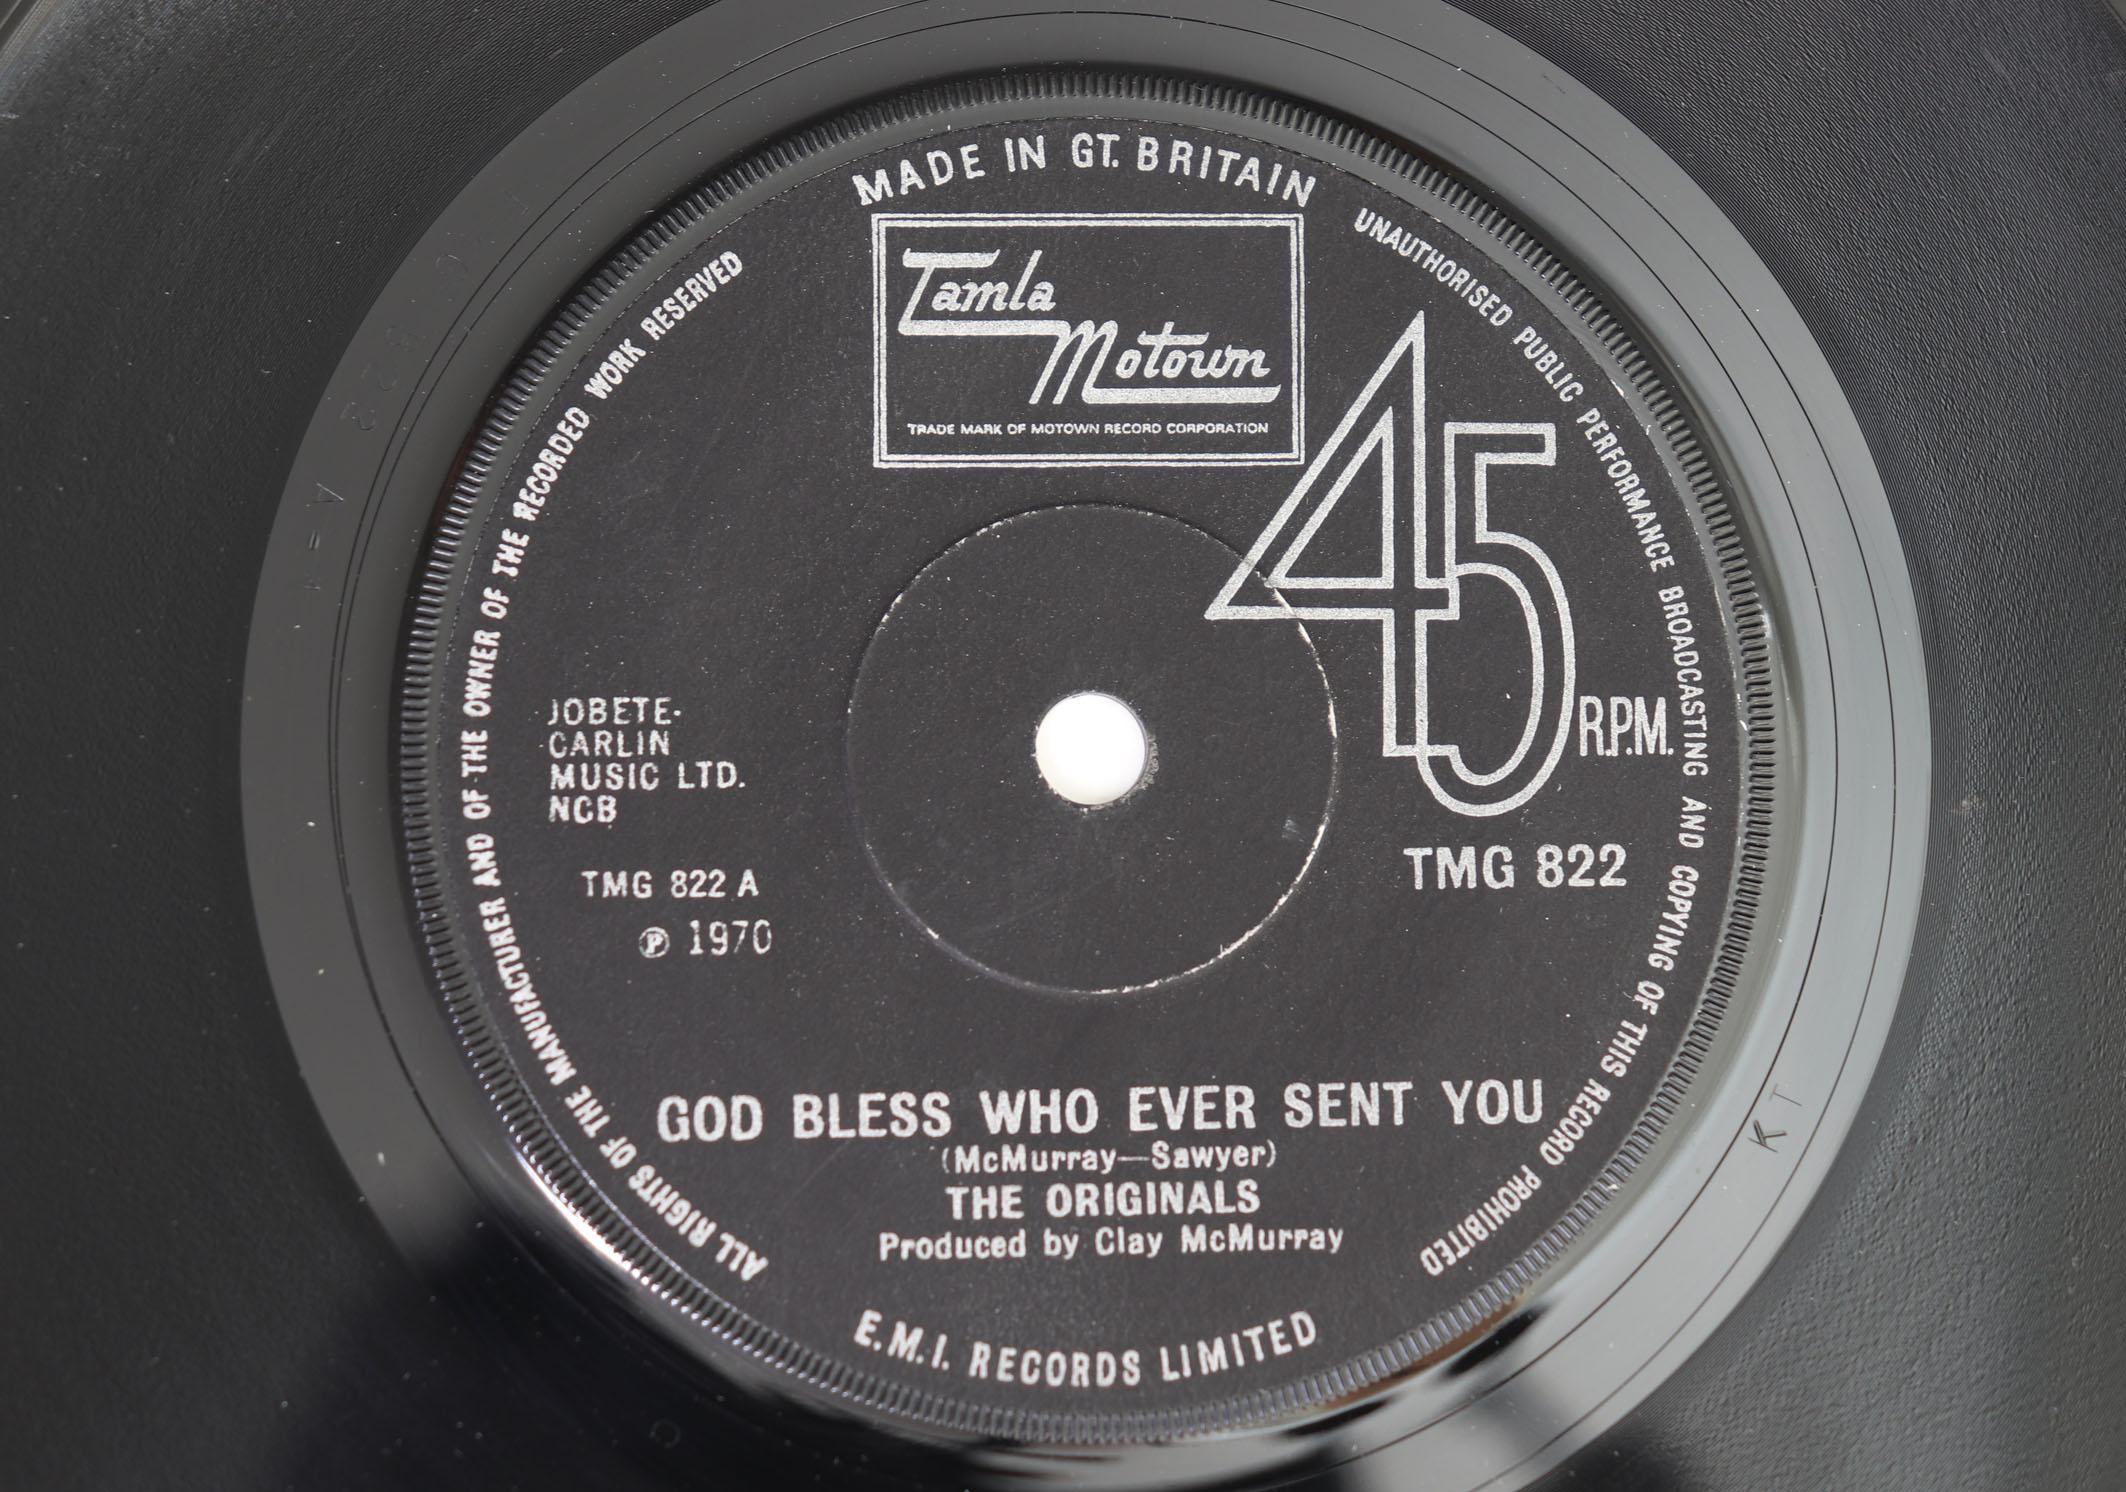 MADE IN GT. BRITAIN
ALL RIGHTS OF THE MANUFACTURER AND OF THE OWNER OF THE RECORDED WORK RESERVED
UNAUTHORISED PUBLIC PERFORMANCE BROADCASTING AND COPYING OF THIS RECORD PROHIBITED
Tamla
Motown
TRADE MARK OF MOTOWN RECORD CORPORATION
45
R.P.M.
JOBETE-
CARLIN
MUSIC LTD.
NCB
TMG 822 A
℗ 1970
TMG 822
GOD BLESS WHO EVER SENT YOU
(McMurray—Sawyer)
THE ORIGINALS
Produced by Clay McMurray
E.M.I. RECORDS LIMITED
KT
822 A=1